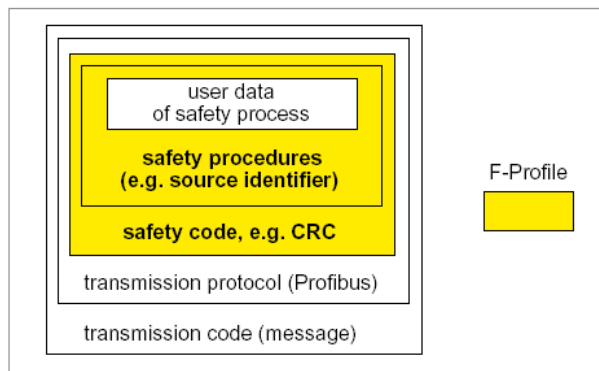 user data
of safety process
safety procedures
(e.g. source identifier)
safety code, e.g. CRC
transmission protocol (Profibus)
transmission code (message)
F-Profile